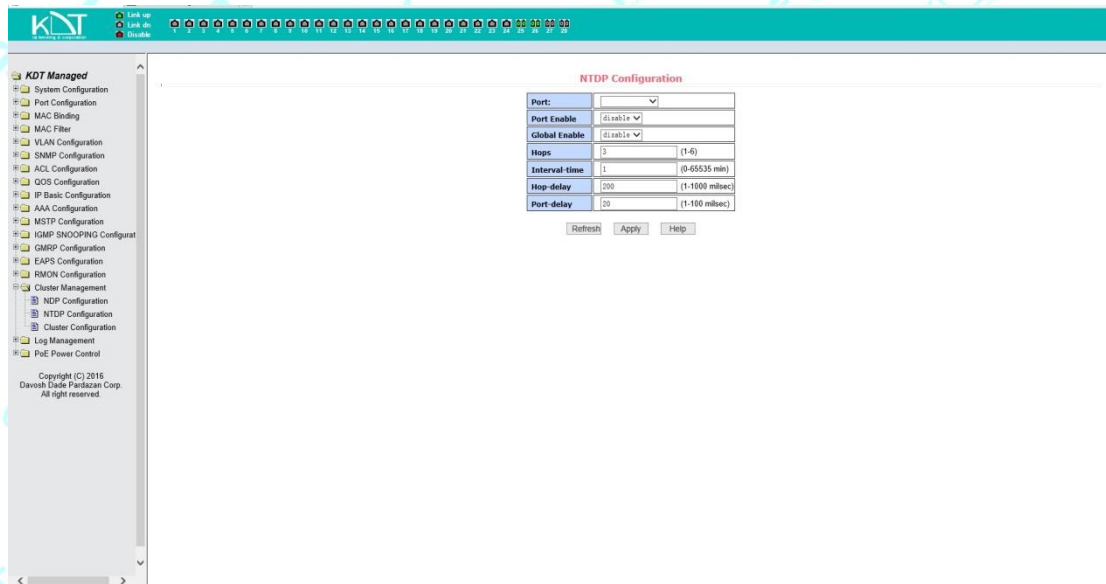 KDT
Link up
Link dn
Disable
1 2 3 4 5 6 7 8 9 10 11 12 13 14 15 16 17 18 19 20 21 22 23 24 25 26 27 28
KDT Managed
System Configuration
Port Configuration
MAC Binding
MAC Filter
VLAN Configuration
SNMP Configuration
ACL Configuration
QOS Configuration
IP Basic Configuration
AAA Configuration
MSTP Configuration
IGMP SNOOPING Configurat
GMRP Configuration
EAPS Configuration
RMON Configuration
Cluster Management
NDP Configuration
NTDP Configuration
Cluster Configuration
Log Management
PoE Power Control
Copyright (C) 2016
Davosh Dade Pardazan Corp.
All right reserved.
NTDP Configuration
Port:
Port Enable disable
Global Enable disable
Hops 3 (1-6)
Interval-time 1 (0-65535 min)
Hop-delay 200 (1-1000 milsec)
Port-delay 20 (1-100 milsec)
Refresh Apply Help